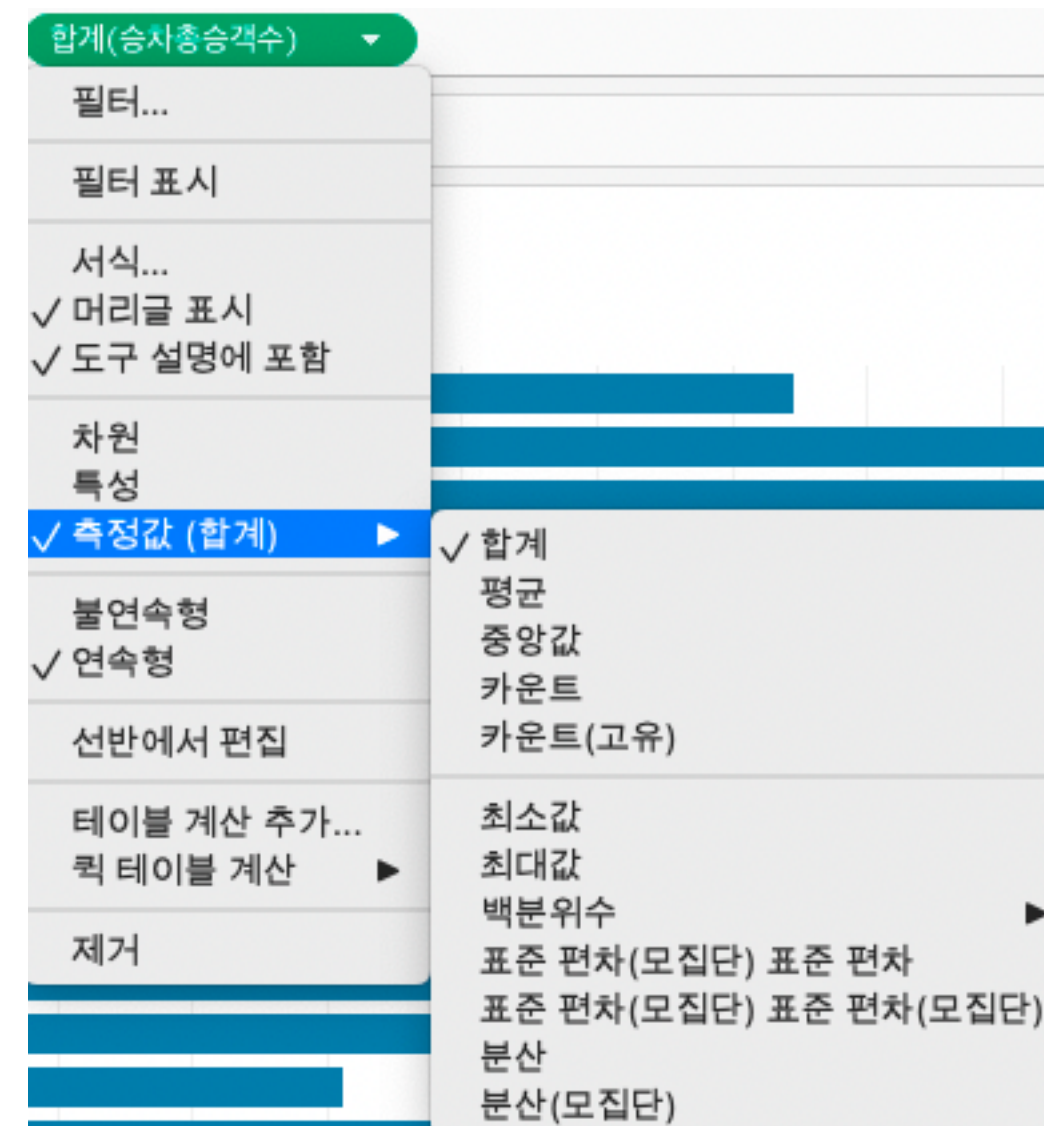 합계(승차총승객수)
필터...
필터 표시
서식...
✓ 머리글 표시
✓ 도구 설명에 포함
차원
특성
✓ 측정값 (합계)
불연속형
✓ 연속형
선반에서 편집
테이블 계산 추가...
퀵 테이블 계산
제거
✓ 합계
평균
중앙값
카운트
카운트(고유)
최소값
최대값
백분위수
표준 편차(모집단) 표준 편차
표준 편차(모집단) 표준 편차(모집단)
분산
분산(모집단)